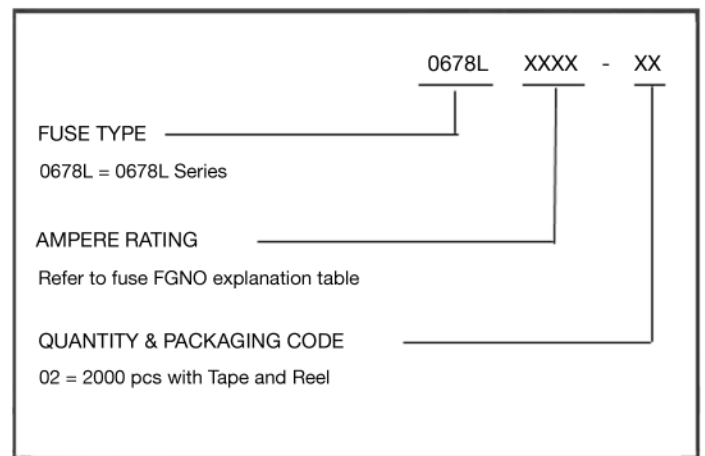 0678L XXXX - XX
FUSE TYPE
0678L = 0678L Series
AMPERE RATING
Refer to fuse FGNO explanation table
QUANTITY & PACKAGING CODE
02 = 2000 pcs with Tape and Reel